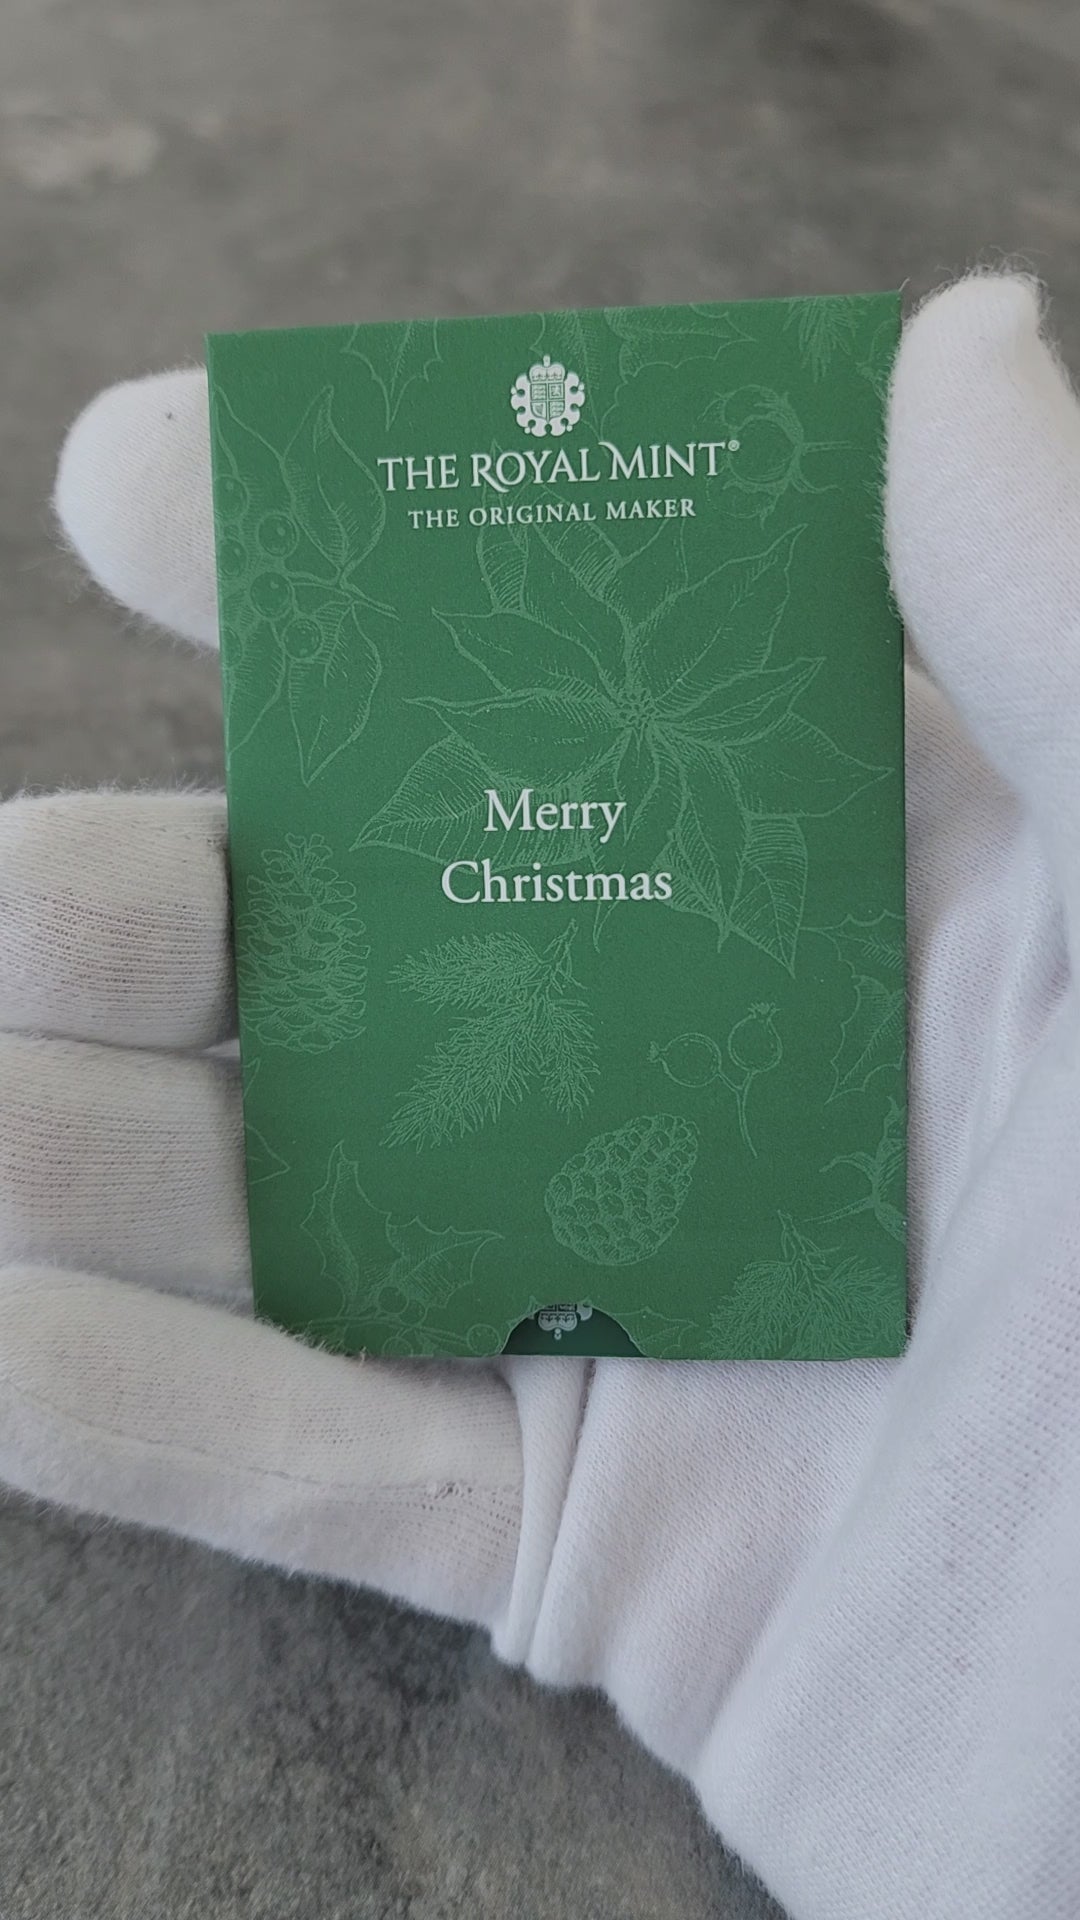 THE ROYAL MINT®
THE ORIGINAL MAKER
Merry
Christmas